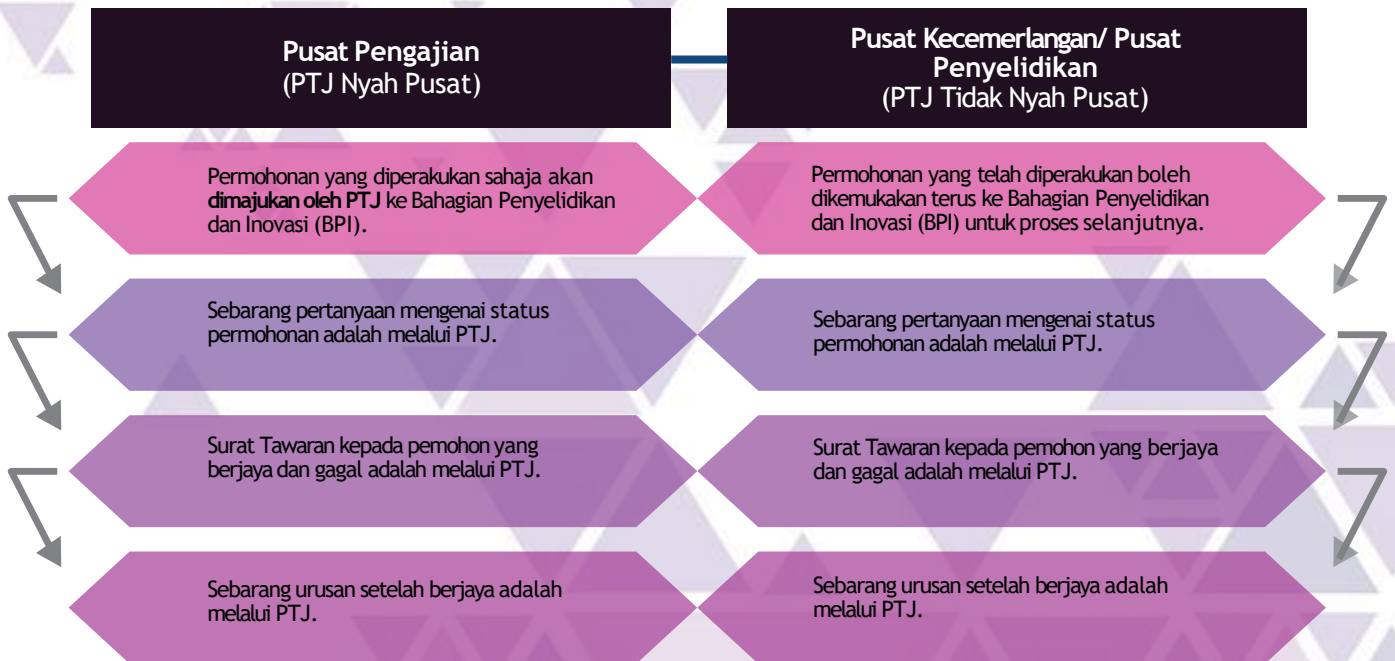 Pusat Pengajian
(PTJ Nyah Pusat)
Permohonan yang diperakukan sahaja akan
dimajukan oleh PTJ ke Bahagian Penyelidikan
dan Inovasi (BPI).
Sebarang pertanyaan mengenai status
permohonan adalah melalui PTJ.
Surat Tawaran kepada pemohon yang
berjaya dan gagal adalah melalui PTJ.
Sebarang urusan setelah berjaya adalah
melalui PTJ.
Pusat Kecemerlangan/ Pusat
Penyelidikan
(PTJ Tidak Nyah Pusat)
Permohonan yang telah diperakukan boleh
dikemukakan terus ke Bahagian Penyelidikan
dan Inovasi (BPI) untuk proses selanjutnya.
Sebarang pertanyaan mengenai status
permohonan adalah melalui PTJ.
Surat Tawaran kepada pemohon yang berjaya
dan gagal adalah melalui PTJ.
Sebarang urusan setelah berjaya adalah
melalui PTJ.